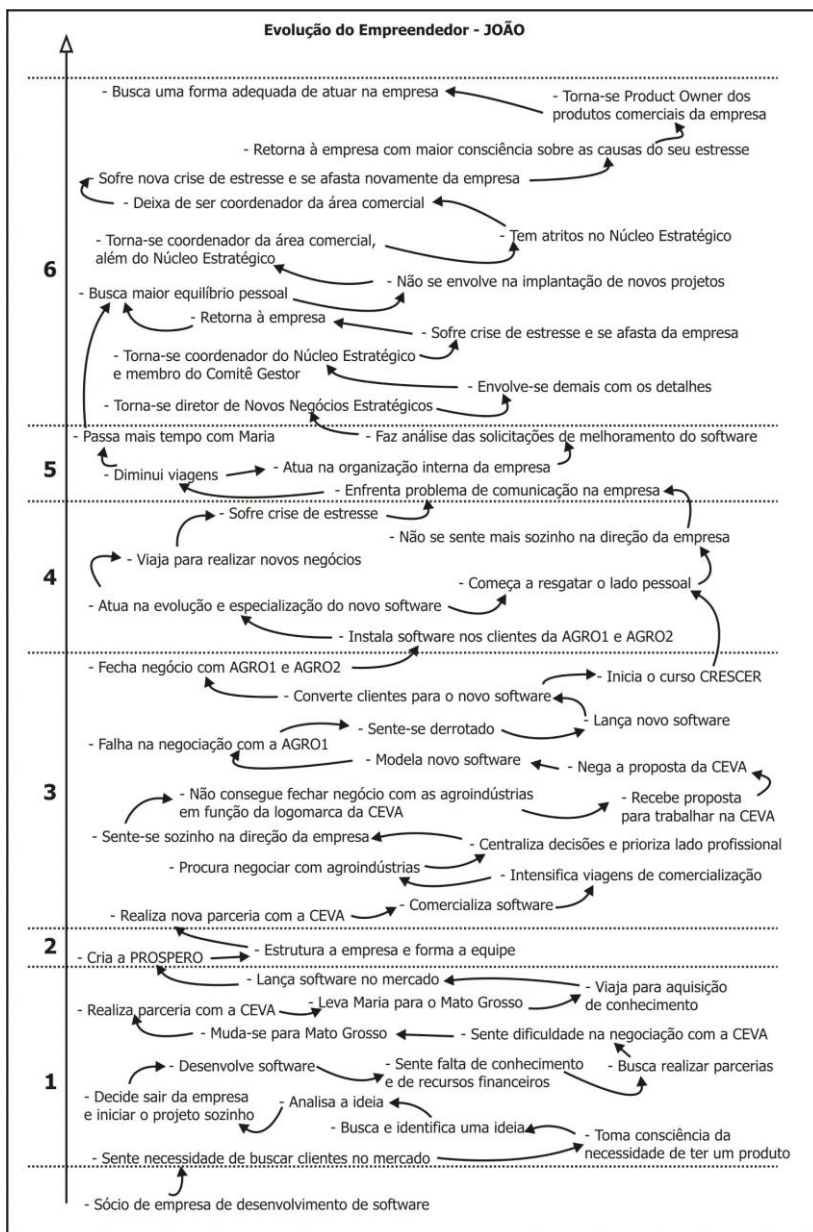 Evolução do Empreendedor - JOÃO
- Busca uma forma adequada de atuar na empresa
- Torna-se Product Owner dos
produtos comerciais da empresa
- Retorna à empresa com maior consciência sobre as causas do seu estresse
- Sofre nova crise de estresse e se afasta novamente da empresa
- Deixa de ser coordenador da área comercial
- Tem atritos no Núcleo Estratégico
- Torna-se coordenador da área comercial,
além do Núcleo Estratégico
6
- Não se envolve na implantação de novos projetos
- Busca maior equilíbrio pessoal
- Retorna à empresa
- Sofre crise de estresse e se afasta da empresa
- Torna-se coordenador do Núcleo Estratégico
e membro do Comitê Gestor
- Envolve-se demais com os detalhes
- Torna-se diretor de Novos Negócios Estratégicos
- Passa mais tempo com Maria
- Faz análise das solicitações de melhoramento do software
5
- Atua na organização interna da empresa
- Diminui viagens
- Enfrenta problema de comunicação na empresa
- Sofre crise de estresse
- Não se sente mais sozinho na direção da empresa
- Viaja para realizar novos negócios
4
- Começa a resgatar o lado pessoal
- Atua na evolução e especialização do novo software
- Instala software nos clientes da AGRO1 e AGRO2
- Fecha negócio com AGRO1 e AGRO2
- Inicia o curso CRESCER
- Converte clientes para o novo software
- Lança novo software
- Sente-se derrotado
- Falha na negociação com a AGRO1
- Modela novo software
- Nega a proposta da CEVA
3
- Não consegue fechar negócio com as agroindústrias
em função da logomarca da CEVA
- Recebe proposta
para trabalhar na CEVA
- Sente-se sozinho na direção da empresa
- Centraliza decisões e prioriza lado profissional
- Procura negociar com agroindústrias
- Intensifica viagens de comercialização
- Comercializa software
- Realiza nova parceria com a CEVA
2
- Estrutura a empresa e forma a equipe
- Cria a PROSPERO
- Lança software no mercado
- Viaja para aquisição
de conhecimento
- Leva Maria para o Mato Grosso
- Realiza parceria com a CEVA
- Muda-se para Mato Grosso
- Sente dificuldade na negociação com a CEVA
- Desenvolve software
- Sente falta de conhecimento
e de recursos financeiros
- Busca realizar parcerias
1
- Decide sair da empresa
e iniciar o projeto sozinho
- Analisa a ideia
- Busca e identifica uma ideia
- Toma consciência da
necessidade de ter um produto
- Sente necessidade de buscar clientes no mercado
- Sócio de empresa de desenvolvimento de software